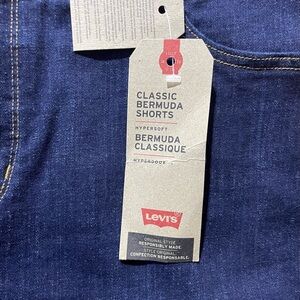 CLASSIC
BERMUDA
SHORTS
HYPERSOFT
BERMUDA
CLASSIQUE
HYPERDOUX
LEVI'S
ORIGINAL STYLE
RESPONSIBLY MADE.
STYLE ORIGINAL
CONFECTION RESPONSABLE.